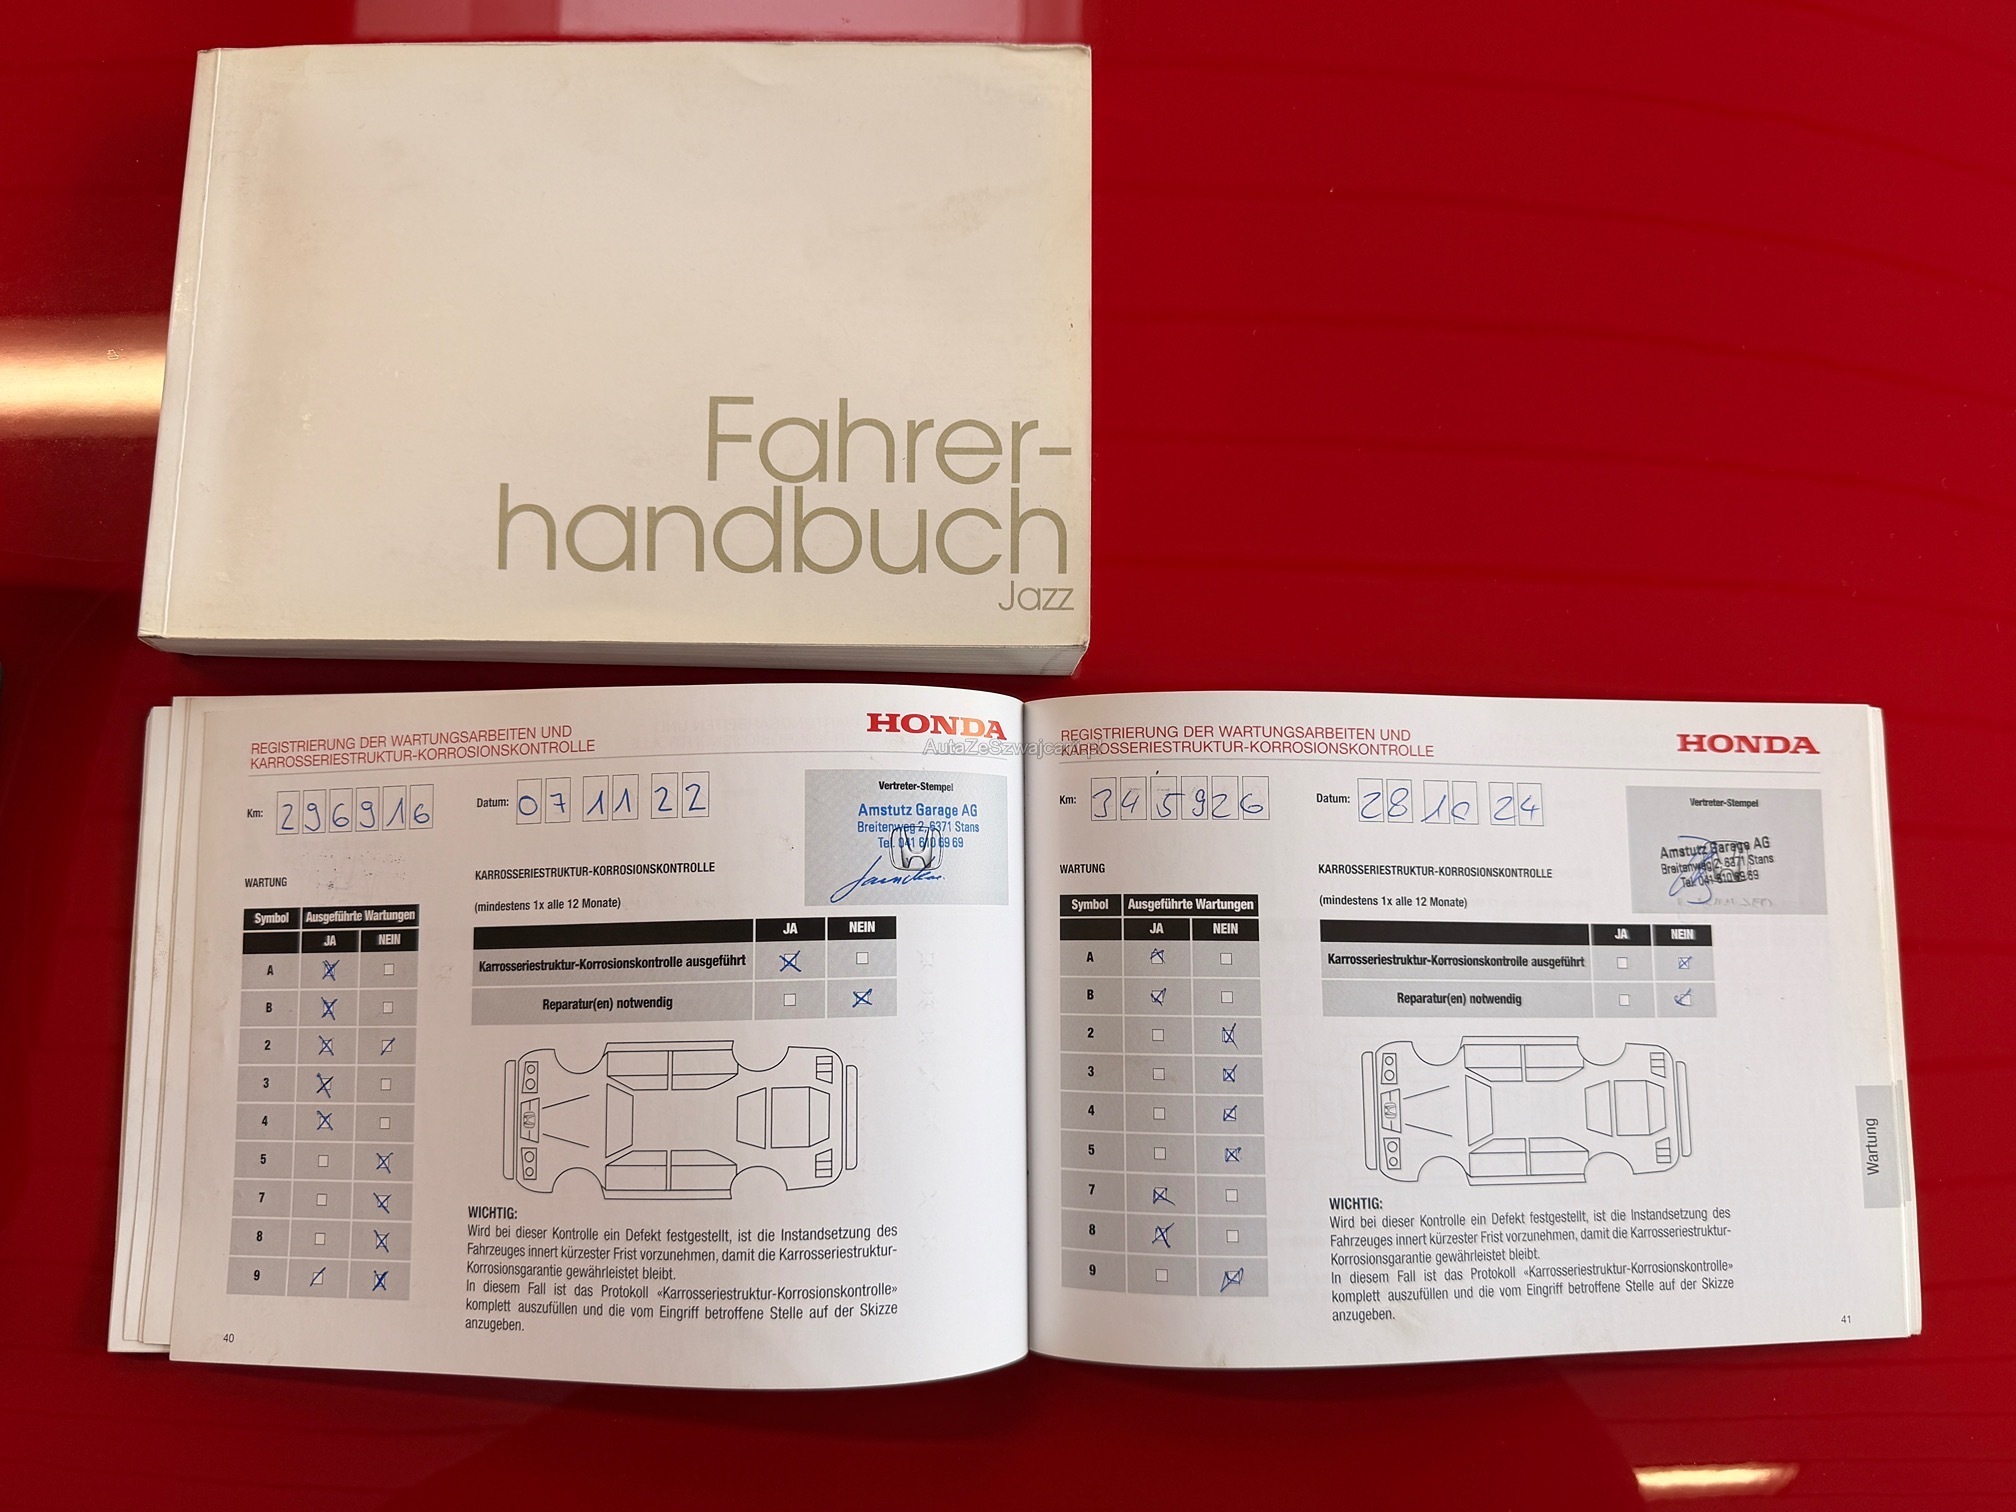 Fahrer-
handbuch
Jazz
REGISTRIERUNG DER WARTUNGSARBEITEN UND
KARROSSERIESTRUKTUR-KORROSIONSKONTROLLE
HONDA
Km: 296916
Datum: 07 11 22
Vertreter-Stempel
Amstutz Garage AG
Breitenweg 2, 6371 Stans
Tel. 041 610 69 69
WARTUNG
Symbol Ausgeführte Wartungen
JA NEIN
A
B
2
3
4
5
7
8
9
KARROSSERIESTRUKTUR-KORROSIONSKONTROLLE
(mindestens 1x alle 12 Monate)
JA NEIN
Karrosseriestruktur-Korrosionskontrolle ausgeführt
Reparatur(en) notwendig
WICHTIG:
Wird bei dieser Kontrolle ein Defekt festgestellt, ist die Instandsetzung des
Fahrzeuges innert kürzester Frist vorzunehmen, damit die Karrosseriestruktur-
Korrosionsgarantie gewährleistet bleibt.
In diesem Fall ist das Protokoll «Karrosseriestruktur-Korrosionskontrolle»
komplett auszufüllen und die vom Eingriff betroffene Stelle auf der Skizze
anzugeben.
40
REGISTRIERUNG DER WARTUNGSARBEITEN UND
KARROSSERIESTRUKTUR-KORROSIONSKONTROLLE
HONDA
Km: 345926
Datum: 28 10 24
Vertreter-Stempel
Amstutz Garage AG
Breitenweg 2, 6371 Stans
Tel. 041 610 69 69
WARTUNG
Symbol Ausgeführte Wartungen
JA NEIN
A
B
2
3
4
5
7
8
9
KARROSSERIESTRUKTUR-KORROSIONSKONTROLLE
(mindestens 1x alle 12 Monate)
JA NEIN
Karrosseriestruktur-Korrosionskontrolle ausgeführt
Reparatur(en) notwendig
WICHTIG:
Wird bei dieser Kontrolle ein Defekt festgestellt, ist die Instandsetzung des
Fahrzeuges innert kürzester Frist vorzunehmen, damit die Karrosseriestruktur-
Korrosionsgarantie gewährleistet bleibt.
In diesem Fall ist das Protokoll «Karrosseriestruktur-Korrosionskontrolle»
komplett auszufüllen und die vom Eingriff betroffene Stelle auf der Skizze
anzugeben.
Wartung
41